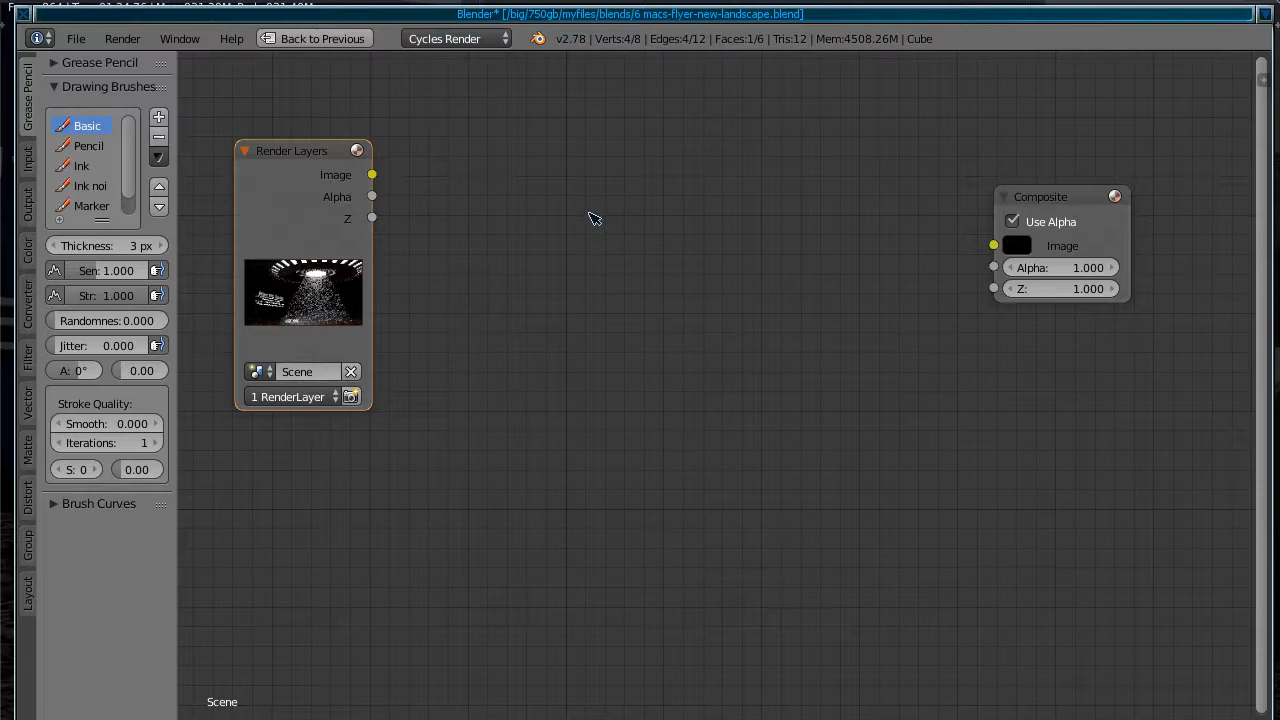 Blender* [/big/750gb/myfiles/blends/6 macs-flyer-new-landscape.blend]
File Render Window Help Back to Previous Cycles Render v2.78 | Verts:4/8 | Edges:4/12 | Faces:1/6 | Tris:12 | Mem:4508.26M | Cube
Grease Pencil
Input
Output
Color
Converter
Filter
Vector
Matte
Distort
Group
Layout
Grease Pencil
Drawing Brushes
Basic
Pencil
Ink
Ink noi
Marker
Thickness: 3 px
Sen: 1.000
Str: 1.000
Randomnes: 0.000
Jitter: 0.000
A: 0° 0.00
Stroke Quality:
Smooth: 0.000
Iterations: 1
S: 0 0.00
Brush Curves
Render Layers
Image
Alpha
Z
Scene
1 RenderLayer
Composite
Use Alpha
Image
Alpha: 1.000
Z: 1.000
Scene